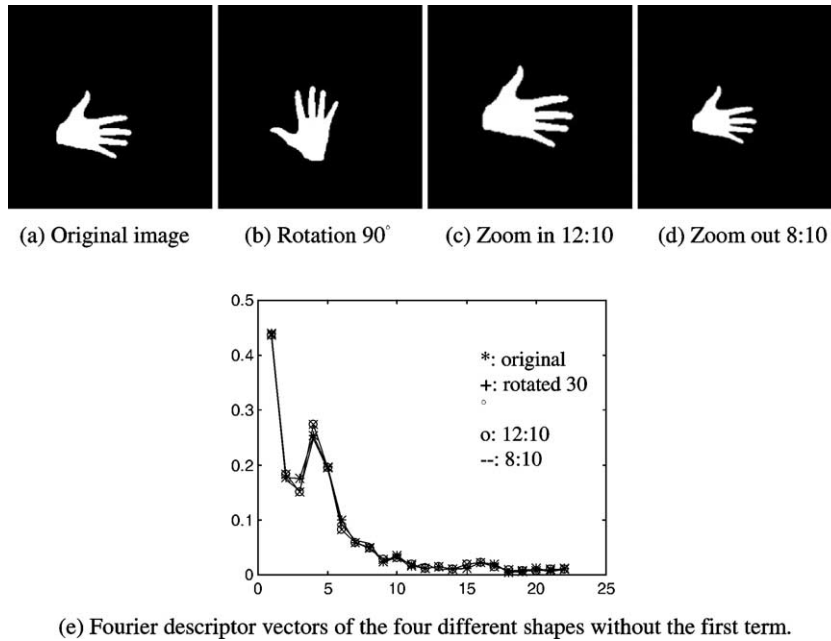 (a) Original image
(b) Rotation 90°
(c) Zoom in 12:10
(d) Zoom out 8:10
0.5
0.4
0.3
0.2
0.1
0
0
5
10
15
20
25
*: original
+: rotated 30
°
o: 12:10
--: 8:10
(e) Fourier descriptor vectors of the four different shapes without the first term.